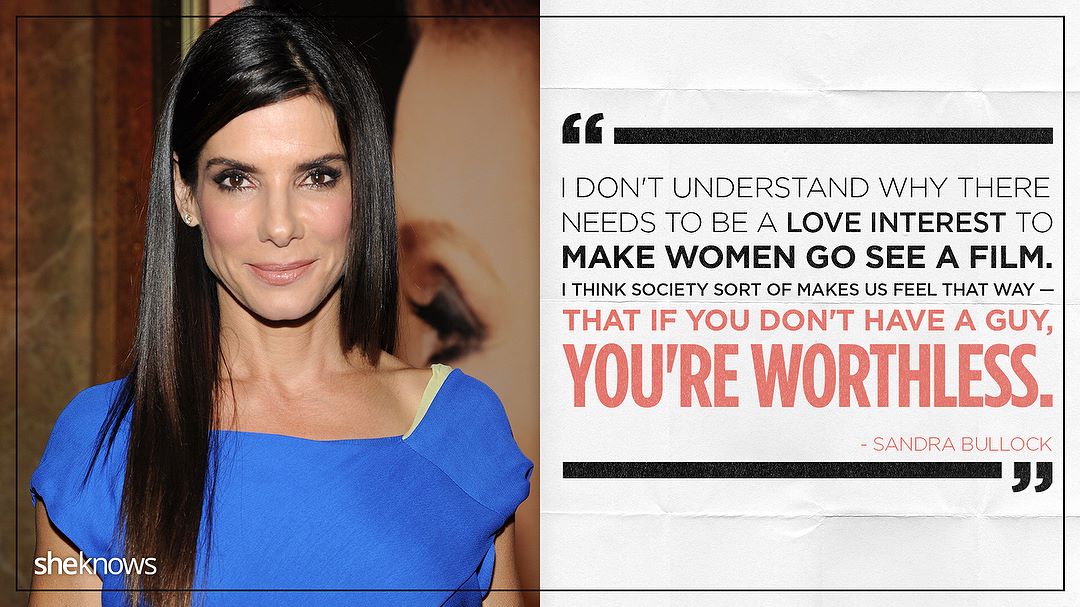 “
I DON'T UNDERSTAND WHY THERE
NEEDS TO BE A LOVE INTEREST TO
MAKE WOMEN GO SEE A FILM.
I THINK SOCIETY SORT OF MAKES US FEEL THAT WAY —
THAT IF YOU DON'T HAVE A GUY,
YOU'RE WORTHLESS.
- SANDRA BULLOCK
”
sheknows